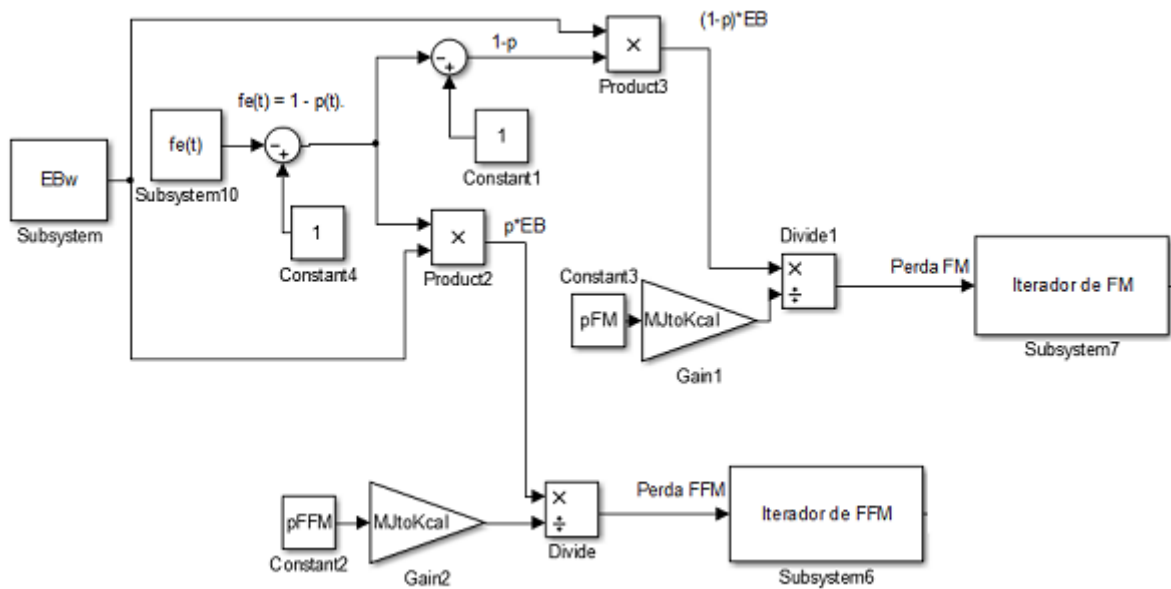 (1-p)*EB
1-p
×
Product3
fe(t) = 1 - p(t).
fe(t)
Subsystem10
1
Constant1
EBw
Subsystem
1
Constant4
×
Product2
p*EB
Divide1
×
÷
Constant3
pFM
MJtoKcal
Gain1
Perda FM
Iterador de FM
Subsystem7
pFFM
Constant2
MJtoKcal
Gain2
×
÷
Divide
Perda FFM
Iterador de FFM
Subsystem6